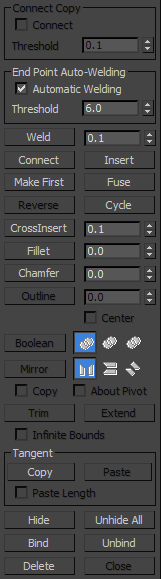 Connect Copy
Connect
Threshold 0.1
End Point Auto-Welding
Automatic Welding
Threshold 6.0
Weld 0.1
Connect Insert
Make First Fuse
Reverse Cycle
CrossInsert 0.1
Fillet 0.0
Chamfer 0.0
Outline 0.0
Center
Boolean
Mirror
Copy About Pivot
Trim Extend
Infinite Bounds
Tangent
Copy Paste
Paste Length
Hide Unhide All
Bind Unbind
Delete Close